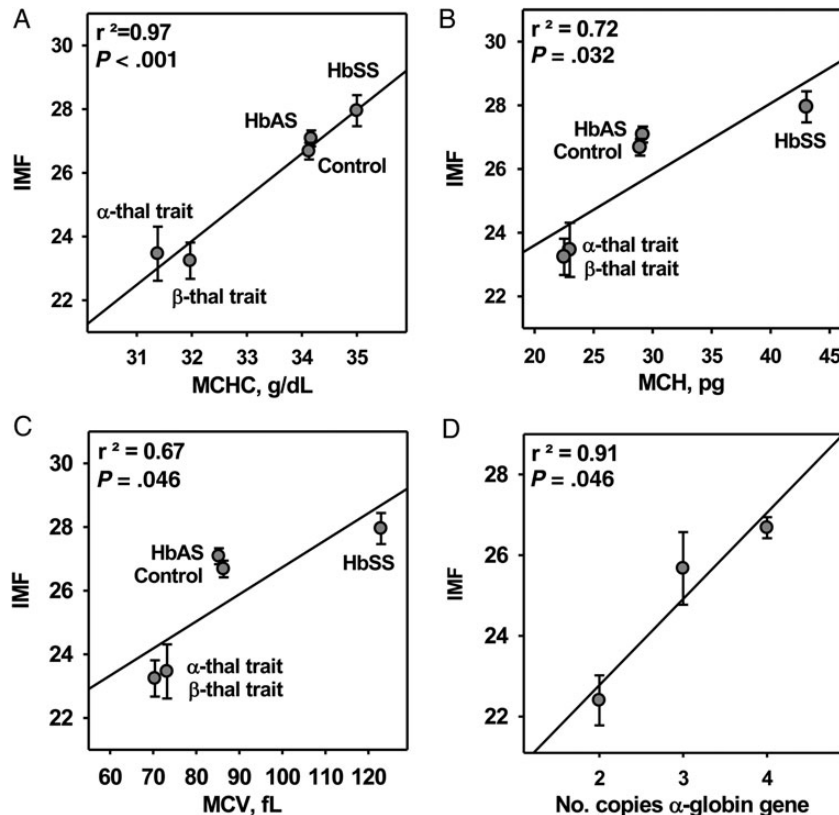 A
r ²=0.97
P < .001
HbSS
HbAS
Control
α-thal trait
β-thal trait
IMF
30
28
26
24
22
31 32 33 34 35
MCHC, g/dL
B
r ² = 0.72
P = .032
HbAS
Control
HbSS
α-thal trait
β-thal trait
IMF
30
28
26
24
22
20 25 30 35 40 45
MCH, pg
C
r ² = 0.67
P = .046
HbAS
Control
HbSS
α-thal trait
β-thal trait
IMF
30
28
26
24
22
60 70 80 90 100 110 120
MCV, fL
D
r ² = 0.91
P = .046
IMF
28
26
24
22
2 3 4
No. copies α-globin gene